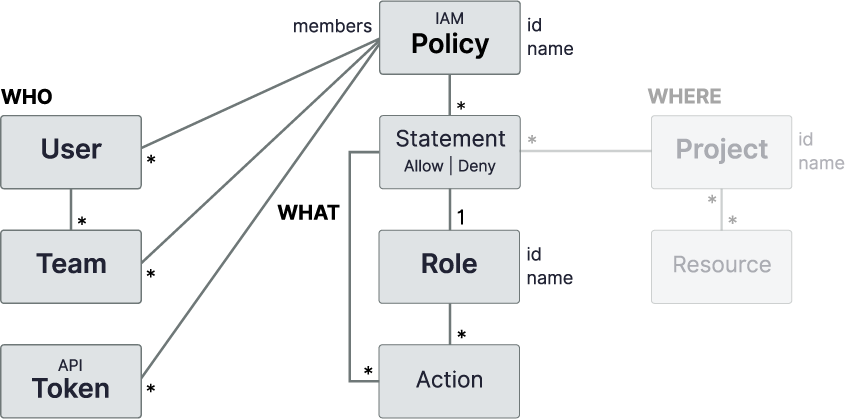 members
IAM
Policy
id
name
WHO
WHERE
User
*
*
Statement
Allow | Deny
*
*
Project
id
name
*
*
WHAT
1
Team
*
Role
id
name
*
*
Resource
API
Token
*
*
Action